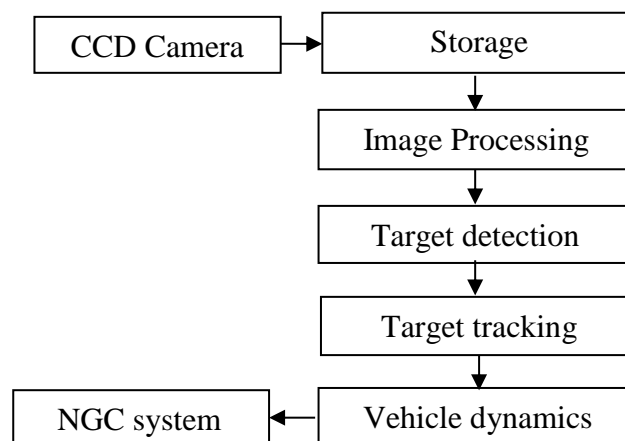 CCD Camera
Storage
Image Processing
Target detection
Target tracking
Vehicle dynamics
NGC system